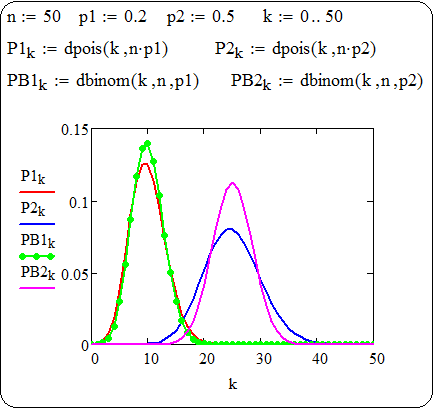 n := 50 p1 := 0.2 p2 := 0.5 k := 0 .. 50
P1k := dpois(k , n·p1) P2k := dpois(k , n·p2)
PB1k := dbinom(k , n , p1) PB2k := dbinom(k , n , p2)
0.15
0.1
0.05
0
P1k
P2k
PB1k
PB2k
0 10 20 30 40 50
k